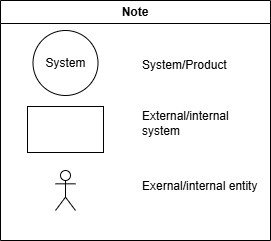 Note
System
System/Product
External/internal
system
Exernal/internal entity